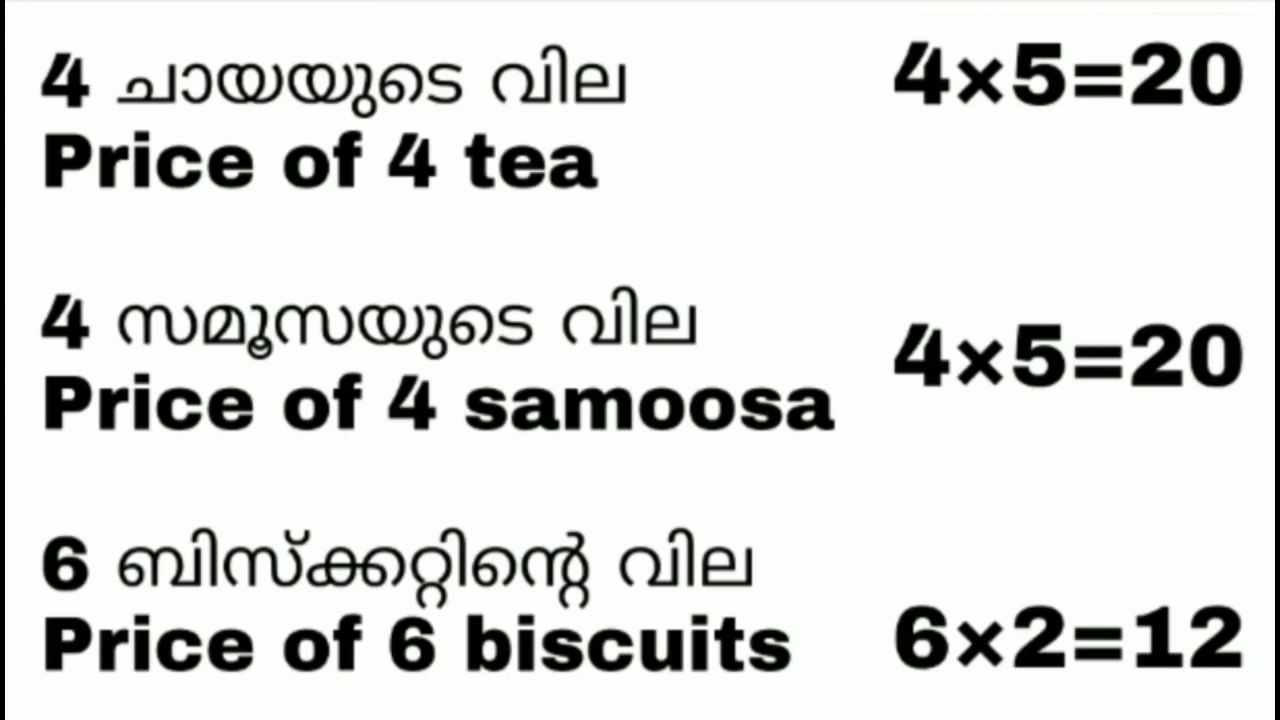 4 ചായയുടെ വില 4×5=20
Price of 4 tea
4 സമൂസയുടെ വില
Price of 4 samoosa 4×5=20
6 ബിസ്ക്കറ്റിന്റെ വില
Price of 6 biscuits 6×2=12